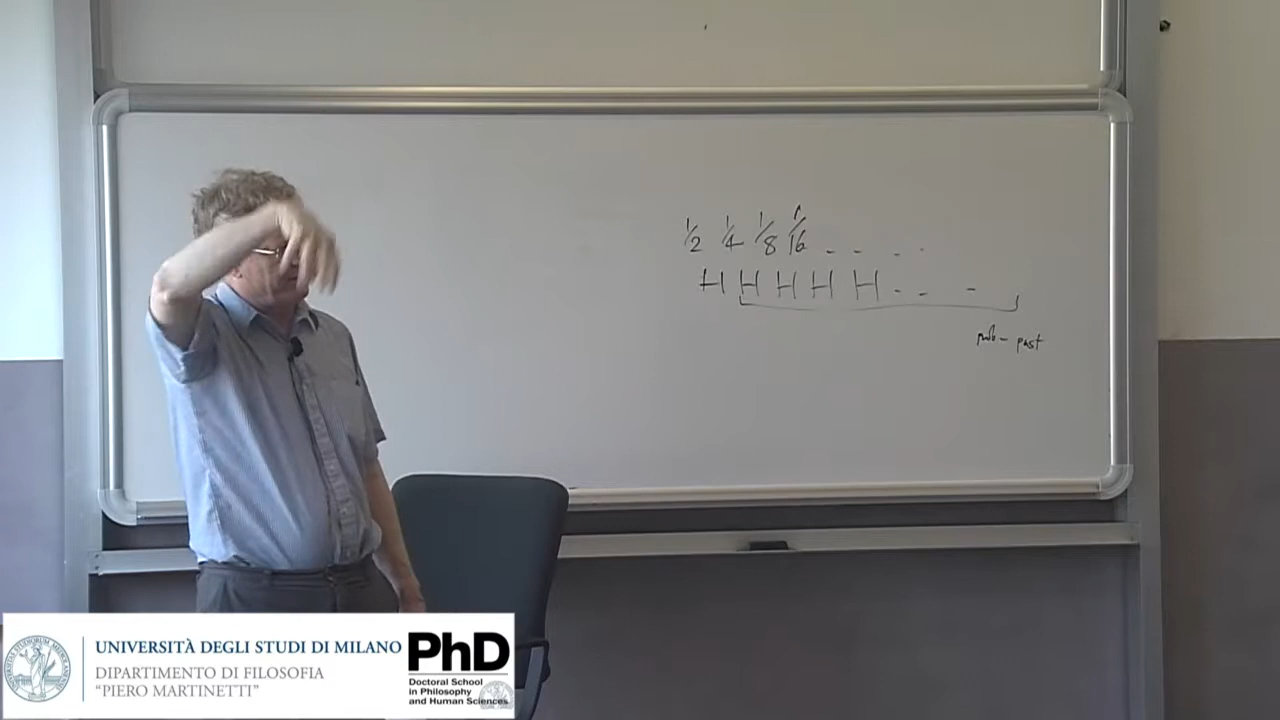 1/2 1/4 1/8 1/16 - - - -
H H H H H - - -
past
UNIVERSITÀ DEGLI STUDI DI MILANO
DIPARTIMENTO DI FILOSOFIA
"PIERO MARTINETTI"
PhD
Doctoral School
in Philosophy
and Human Sciences